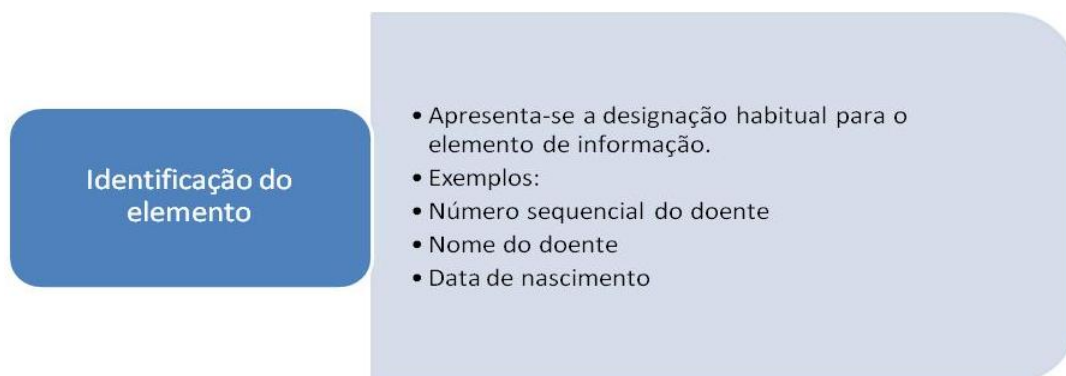 Identificação do
elemento
• Apresenta-se a designação habitual para o
elemento de informação.
• Exemplos:
• Número sequencial do doente
• Nome do doente
• Data de nascimento